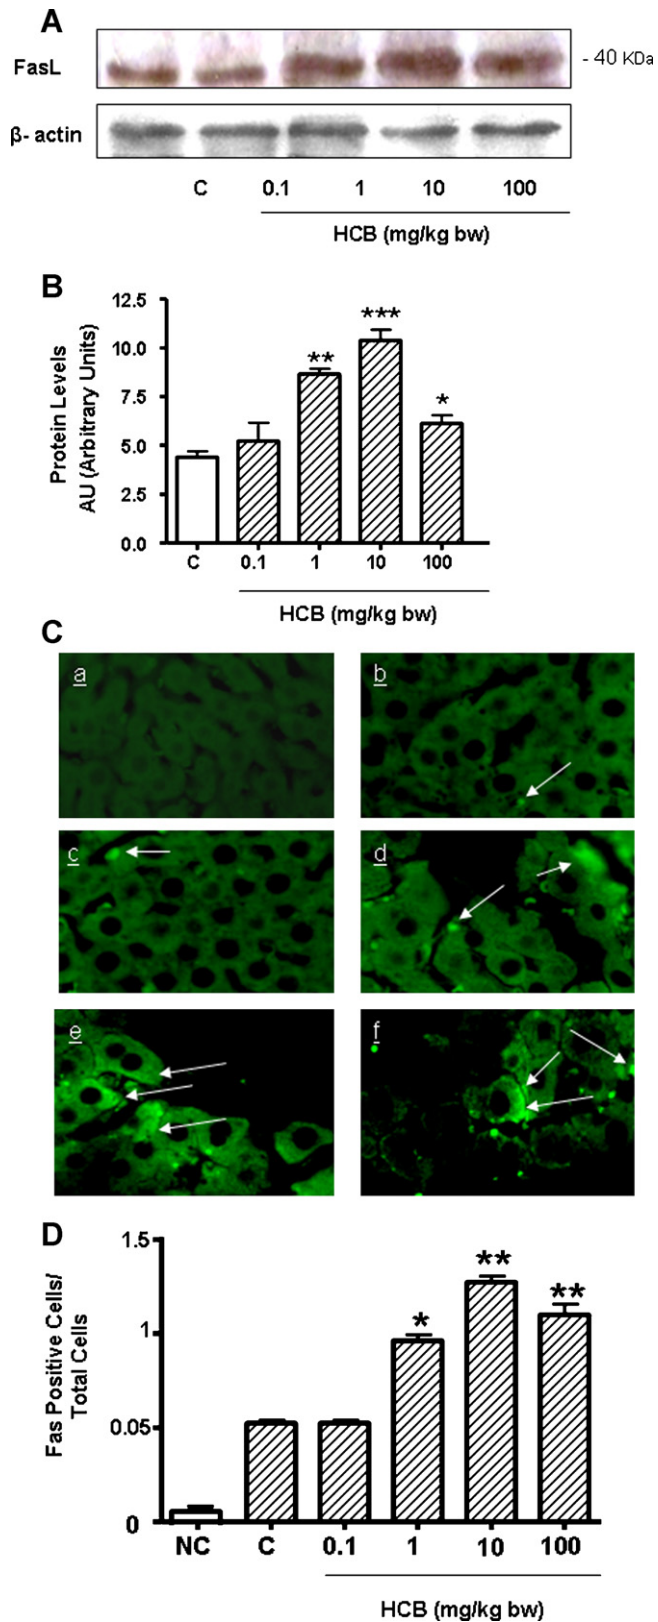 A
FasL
- 40 KDa
β- actin
C 0.1 1 10 100
HCB (mg/kg bw)
B
Protein Levels
AU (Arbitrary Units)
12.5
10.0
7.5
5.0
2.5
0.0
**
***
*
C 0.1 1 10 100
HCB (mg/kg bw)
C
a
b
c
d
e
f
D
Fas Positive Cells/
Total Cells
1.5
1
0.05
0
*
**
**
NC C 0.1 1 10 100
HCB (mg/kg bw)